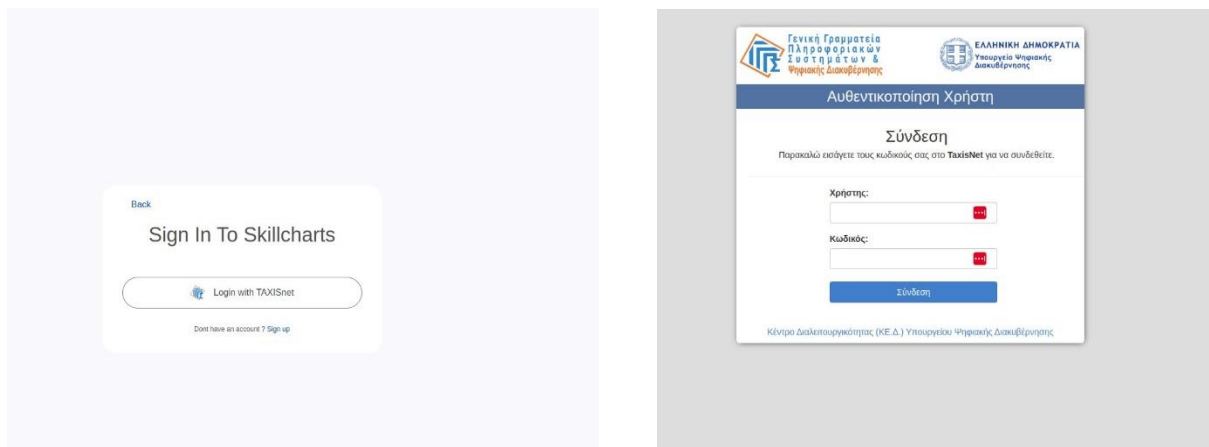 Back
Sign In To Skillcharts
Login with TAXISnet
Dont have an account ? Sign up
Γενική Γραμματεία
Πληροφοριακών
Συστημάτων &
Ψηφιακής Διακυβέρνησης
ΕΛΛΗΝΙΚΗ ΔΗΜΟΚΡΑΤΙΑ
Υπουργείο Ψηφιακής
Διακυβέρνησης
Αυθεντικοποίηση Χρήστη
Σύνδεση
Παρακαλώ εισάγετε τους κωδικούς σας στο TaxisNet για να συνδεθείτε.
Χρήστης:
Κωδικός:
Σύνδεση
Κέντρο Διαλειτουργικότητας (ΚΕ.Δ.) Υπουργείου Ψηφιακής Διακυβέρνησης